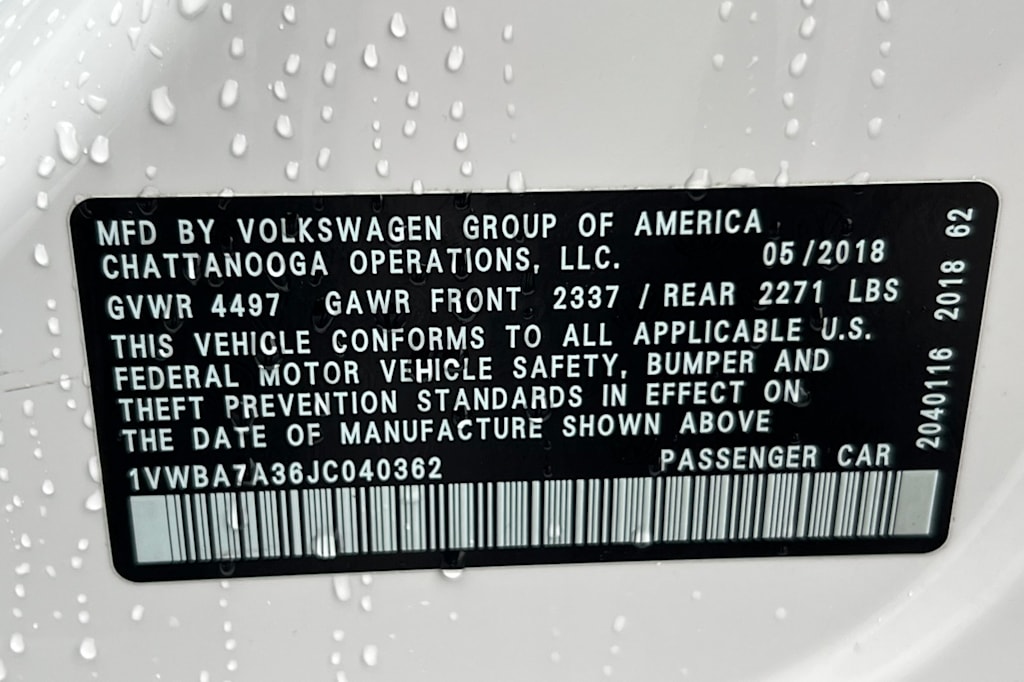 MFD BY VOLKSWAGEN GROUP OF AMERICA
CHATTANOOGA OPERATIONS, LLC. 05/2018
GVWR 4497 GAWR FRONT 2337 / REAR 2271 LBS
THIS VEHICLE CONFORMS TO ALL APPLICABLE U.S.
FEDERAL MOTOR VEHICLE SAFETY, BUMPER AND
THEFT PREVENTION STANDARDS IN EFFECT ON
THE DATE OF MANUFACTURE SHOWN ABOVE
1VWBA7A36JC040362 PASSENGER CAR
2040116 2018 62